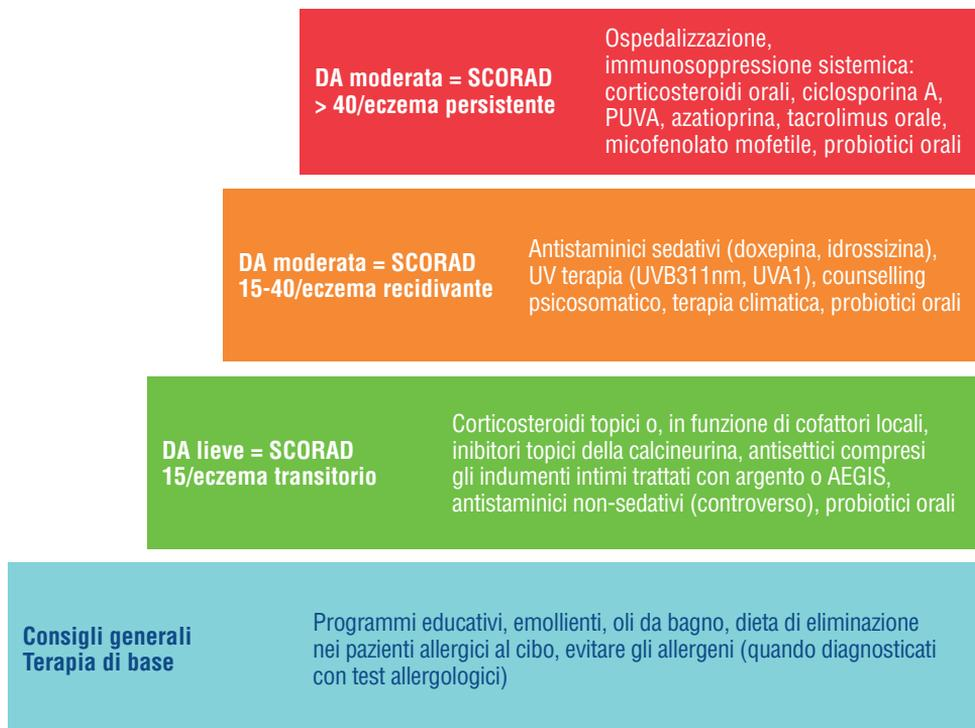 DA moderata = SCORAD
> 40/eczema persistente
Ospedalizzazione,
immunosoppressione sistemica:
corticosteroidi orali, ciclosporina A,
PUVA, azatioprina, tacrolimus orale,
micofenolato mofetile, probiotici orali
DA moderata = SCORAD
15-40/eczema recidivante
Antistaminici sedativi (doxepina, idrossizina),
UV terapia (UVB311nm, UVA1), counselling
psicosomatico, terapia climatica, probiotici orali
DA lieve = SCORAD
15/eczema transitorio
Corticosteroidi topici o, in funzione di cofattori locali,
inibitori topici della calcineurina, antisettici compresi
gli indumenti intimi trattati con argento o AEGIS,
antistaminici non-sedativi (controverso), probiotici orali
Consigli generali
Terapia di base
Programmi educativi, emollienti, oli da bagno, dieta di eliminazione
nei pazienti allergici al cibo, evitare gli allergeni (quando diagnosticati
con test allergologici)